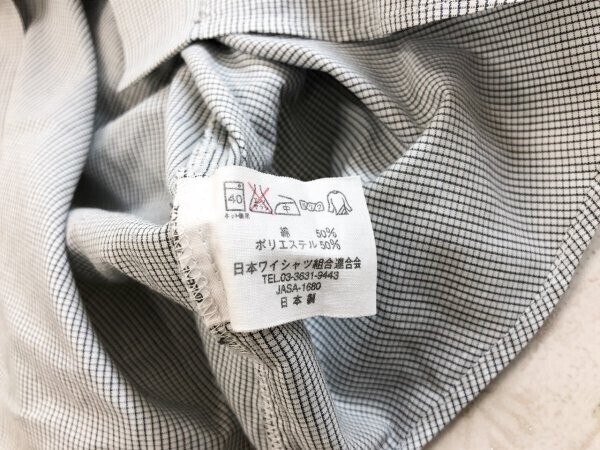 40
中
ネット使用
綿 50%
ポリエステル 50%
日本ワイシャツ組合連合会
TEL.03-3631-9443
JASA-1680
日本製